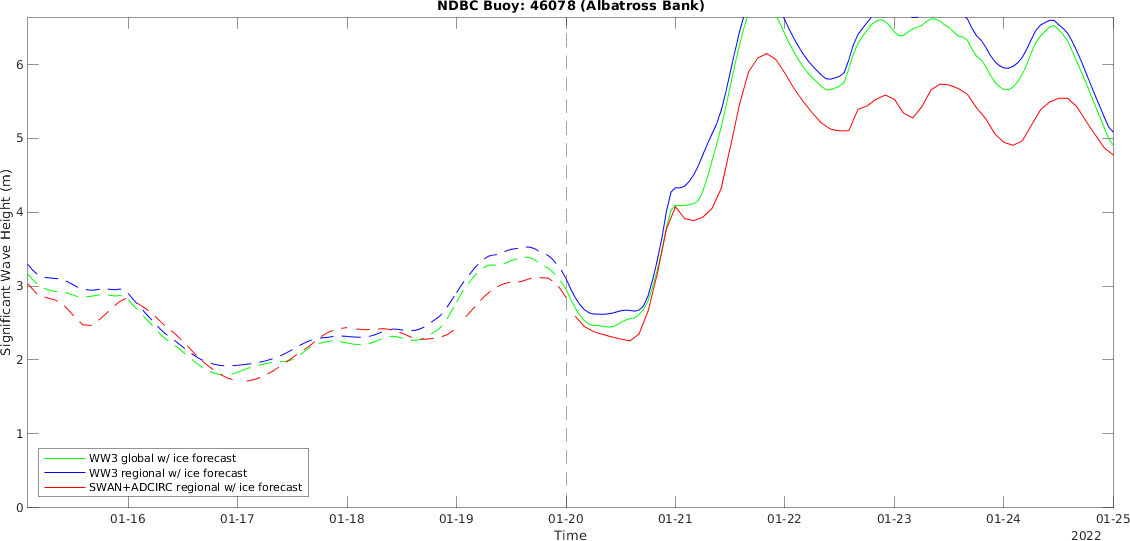 NDBC Buoy: 46078 (Albatross Bank)
Significant Wave Height (m)
6
5
4
3
2
1
0
WW3 global w/ ice forecast
WW3 regional w/ ice forecast
SWAN+ADCIRC regional w/ ice forecast
01-16 01-17 01-18 01-19 01-20 01-21 01-22 01-23 01-24 01-25
Time
2022